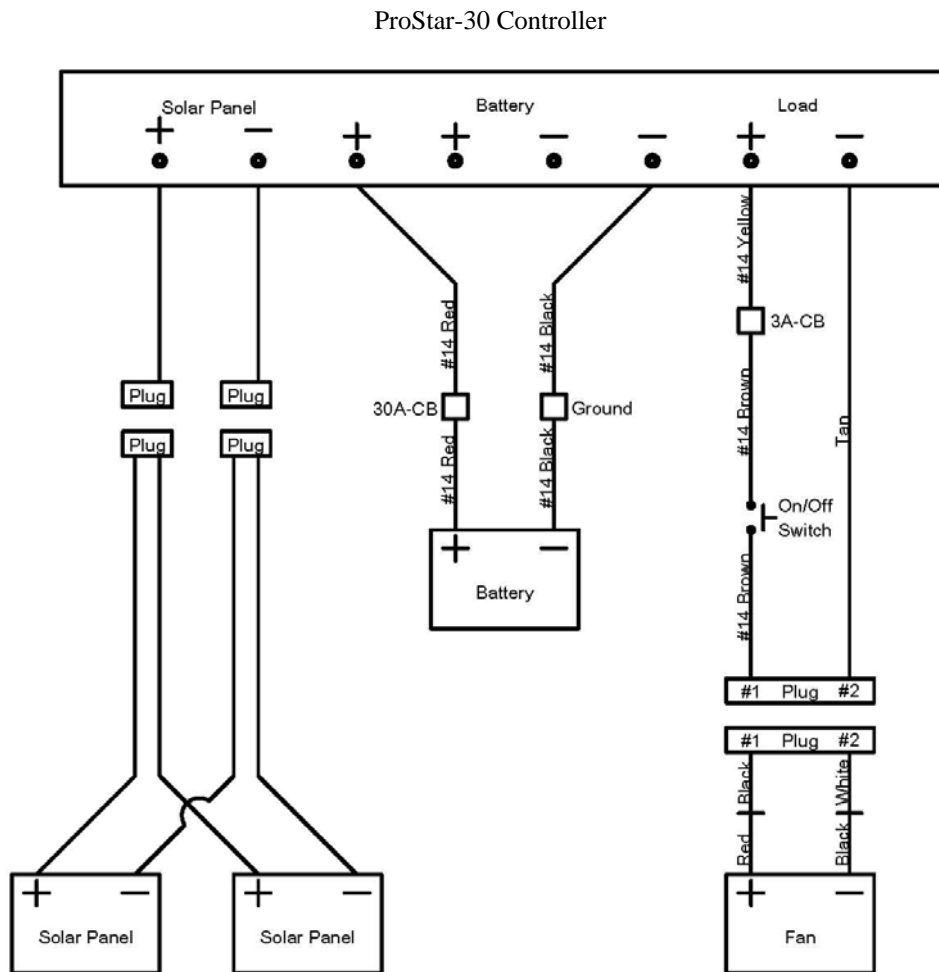 ProStar-30 Controller
Solar Panel Battery Load
+ − + + − − + −
#14 Yellow
#14 Red #14 Black
3A-CB
Plug Plug
30A-CB Ground
#14 Brown Tan
Plug Plug
#14 Red #14 Black
On/Off
Switch
+ −
Battery
#14 Brown
#1 Plug #2
#1 Plug #2
Black White
Red Black
+ − + − + −
Solar Panel Solar Panel Fan